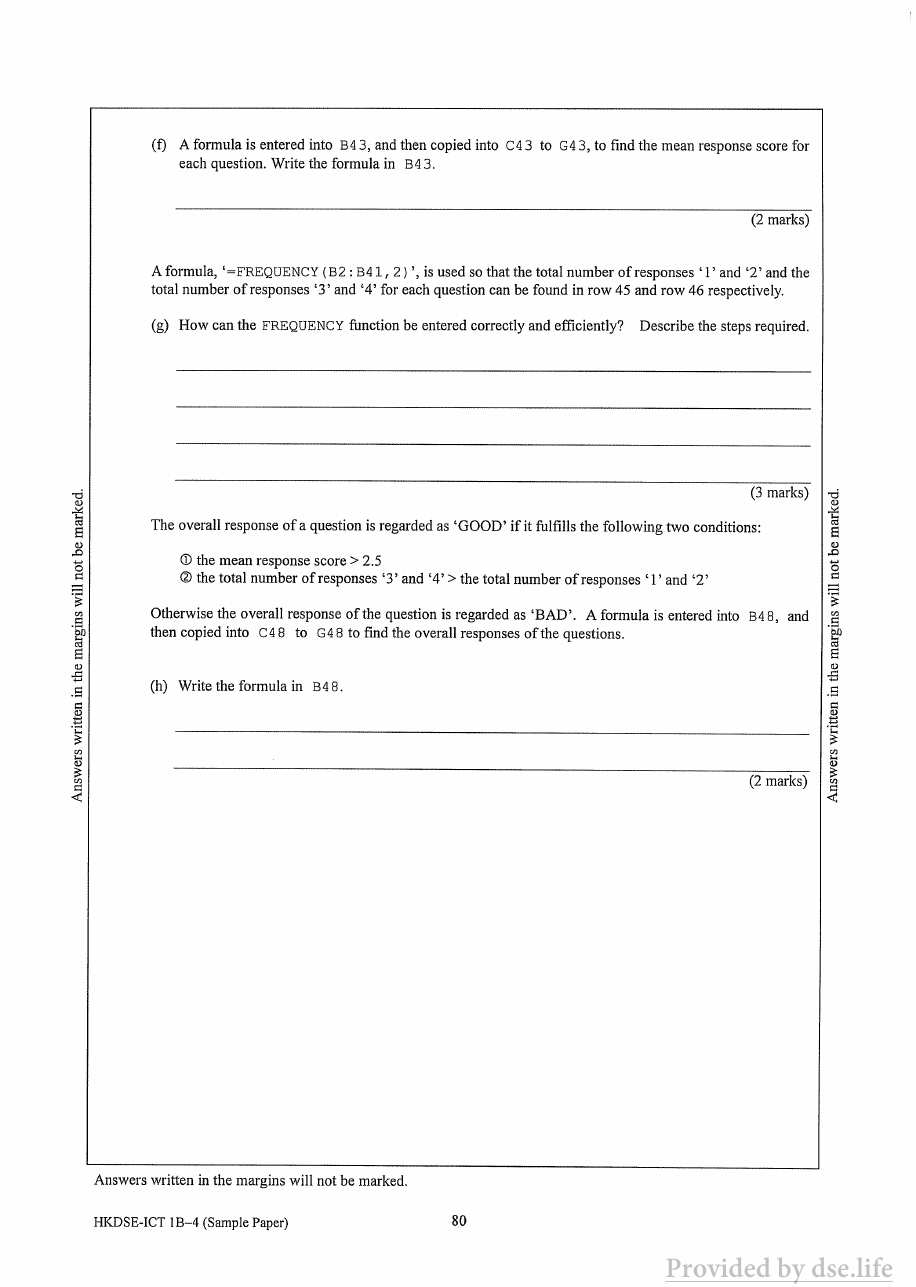 (f) A formula is entered into B43, and then copied into C43 to G43, to find the mean response score for
each question. Write the formula in B43.
(2 marks)
A formula, ‘=FREQUENCY(B2:B41,2)’, is used so that the total number of responses ‘1’ and ‘2’ and the
total number of responses ‘3’ and ‘4’ for each question can be found in row 45 and row 46 respectively.
(g) How can the FREQUENCY function be entered correctly and efficiently? Describe the steps required.
(3 marks)
The overall response of a question is regarded as ‘GOOD’ if it fulfills the following two conditions:
① the mean response score > 2.5
② the total number of responses ‘3’ and ‘4’ > the total number of responses ‘1’ and ‘2’
Otherwise the overall response of the question is regarded as ‘BAD’. A formula is entered into B48, and
then copied into C48 to G48 to find the overall responses of the questions.
(h) Write the formula in B48.
(2 marks)
Answers written in the margins will not be marked.
Answers written in the margins will not be marked.
Answers written in the margins will not be marked.
HKDSE-ICT 1B–4 (Sample Paper)
80
Provided by dse.life